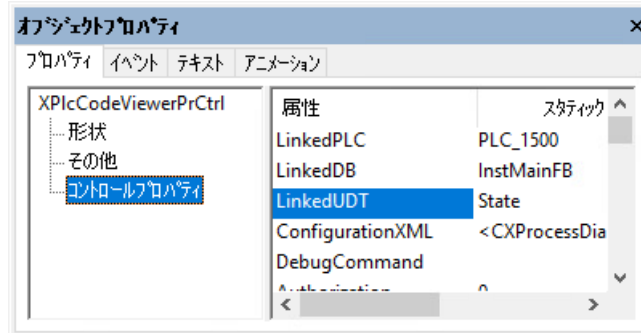 オブジェクトプロパティ
プロパティ イベント テキスト アニメーション
XPlcCodeViewerPrCtrl
形状
その他
コントロールプロパティ
属性 スタティック
LinkedPLC PLC_1500
LinkedDB InstMainFB
LinkedUDT State
ConfigurationXML <CXProcessDia
DebugCommand